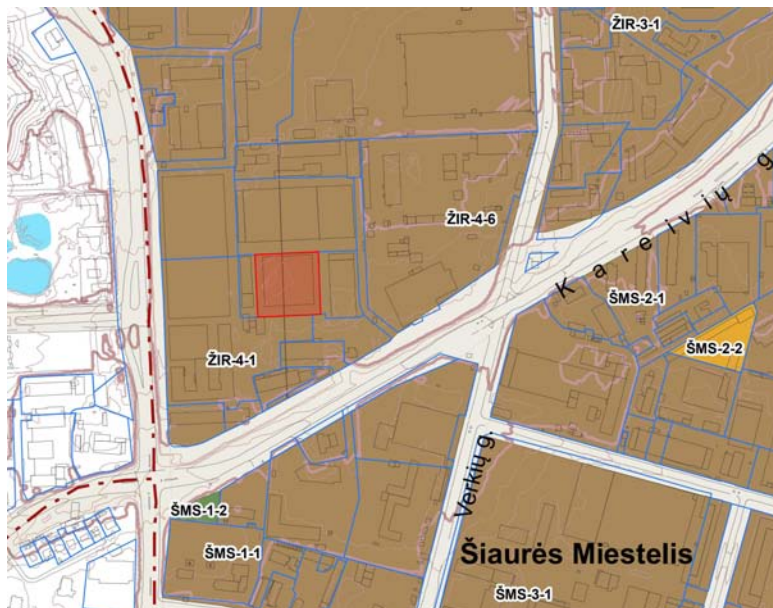 ŽIR-3-1
ŽIR-4-6
Kareivių g.
ŠMS-2-1
ŠMS-2-2
ŽIR-4-1
Verkių g.
ŠMS-1-2
ŠMS-1-1
Šiaurės Miestelis
ŠMS-3-1